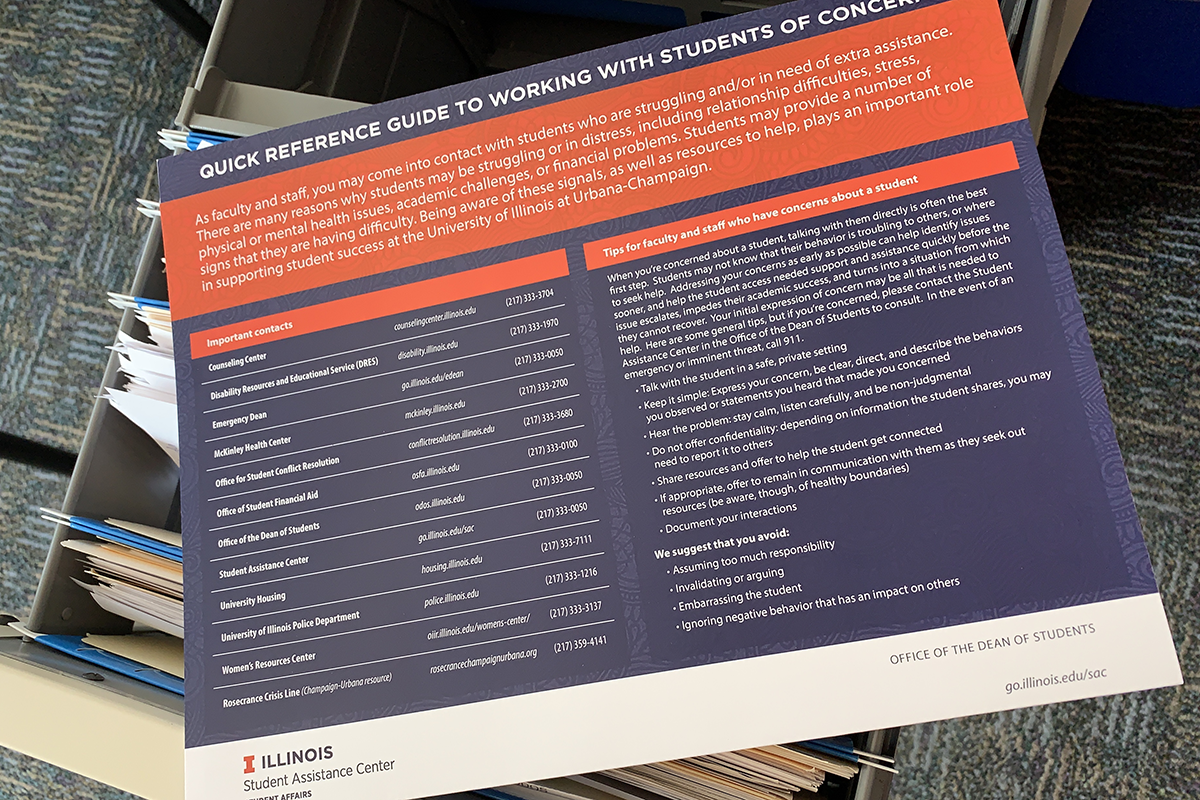 QUICK REFERENCE GUIDE TO WORKING WITH STUDENTS OF CONCERN
As faculty and staff, you may come into contact with students who are struggling and/or in need of extra assistance.
There are many reasons why students may be struggling or in distress, including relationship difficulties, stress,
physical or mental health issues, academic challenges, or financial problems. Students may provide a number of
signs that they are having difficulty. Being aware of these signals, as well as resources to help, plays an important role
in supporting student success at the University of Illinois at Urbana-Champaign.
Important contacts
Counseling Center counselingcenter.illinois.edu (217) 333-3704
Disability Resources and Educational Service (DRES) disability.illinois.edu (217) 333-1970
Emergency Dean go.illinois.edu/edean (217) 333-0050
McKinley Health Center mckinley.illinois.edu (217) 333-2700
Office for Student Conflict Resolution conflictresolution.illinois.edu (217) 333-3680
Office of Student Financial Aid osfa.illinois.edu (217) 333-0100
Office of the Dean of Students odos.illinois.edu (217) 333-0050
Student Assistance Center go.illinois.edu/sac (217) 333-0050
University Housing housing.illinois.edu (217) 333-7111
University of Illinois Police Department police.illinois.edu (217) 333-1216
Women's Resources Center oiir.illinois.edu/womens-center/ (217) 333-3137
Rosecrance Crisis Line (Champaign-Urbana resource) rosecrancechampaignurbana.org (217) 359-4141
Tips for faculty and staff who have concerns about a student
When you're concerned about a student, talking with them directly is often the best
first step. Students may not know that their behavior is troubling to others, or where
to seek help. Addressing your concerns as early as possible can help identify issues
sooner, and help the student access needed support and assistance quickly before the
issue escalates, impedes their academic success, and turns into a situation from which
they cannot recover. Your initial expression of concern may be all that is needed to
help. Here are some general tips, but if you're concerned, please contact the Student
Assistance Center in the Office of the Dean of Students to consult. In the event of an
emergency or imminent threat, call 911.
• Talk with the student in a safe, private setting
• Keep it simple: Express your concern, be clear, direct, and describe the behaviors
you observed or statements you heard that made you concerned
• Hear the problem: stay calm, listen carefully, and be non-judgmental
• Do not offer confidentiality: depending on information the student shares, you may
need to report it to others
• Share resources and offer to help the student get connected
• If appropriate, offer to remain in communication with them as they seek out
resources (be aware, though, of healthy boundaries)
• Document your interactions
We suggest that you avoid:
• Assuming too much responsibility
• Invalidating or arguing
• Embarrassing the student
• Ignoring negative behavior that has an impact on others
I ILLINOIS
Student Assistance Center
STUDENT AFFAIRS
OFFICE OF THE DEAN OF STUDENTS
go.illinois.edu/sac